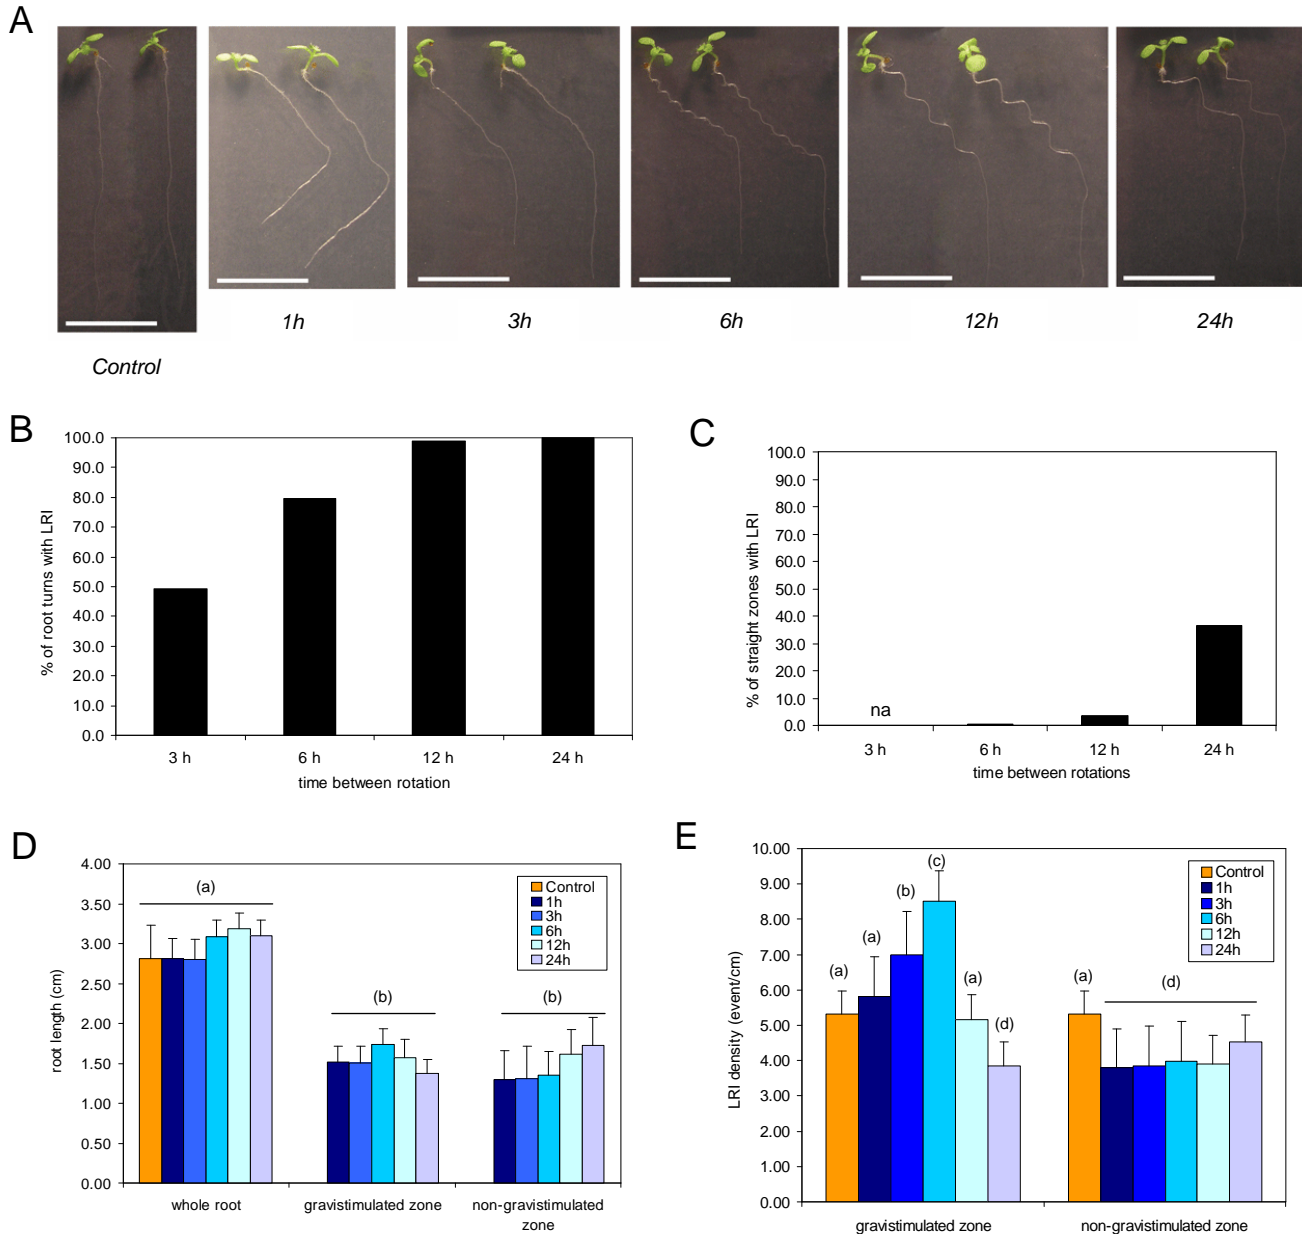 A
Control
1h
3h
6h
12h
24h
B
% of root turns with LRI
100.0
90.0
80.0
70.0
60.0
50.0
40.0
30.0
20.0
10.0
0.0
3 h
6 h
12 h
24 h
time between rotation
C
% of straight zones with LRI
100.0
90.0
80.0
70.0
60.0
50.0
40.0
30.0
20.0
10.0
0.0
na
3 h
6 h
12 h
24 h
time between rotations
D
root length (cm)
4.00
3.50
3.00
2.50
2.00
1.50
1.00
0.50
0.00
(a)
(b)
(b)
Control
1h
3h
6h
12h
24h
whole root
gravistimulated zone
non-gravistimulated
zone
E
LRI density (event/cm)
10.00
9.00
8.00
7.00
6.00
5.00
4.00
3.00
2.00
1.00
0.00
(a)
(a)
(b)
(c)
(a)
(d)
(a)
(d)
Control
1h
3h
6h
12h
24h
gravistimulated zone
non-gravistimulated zone